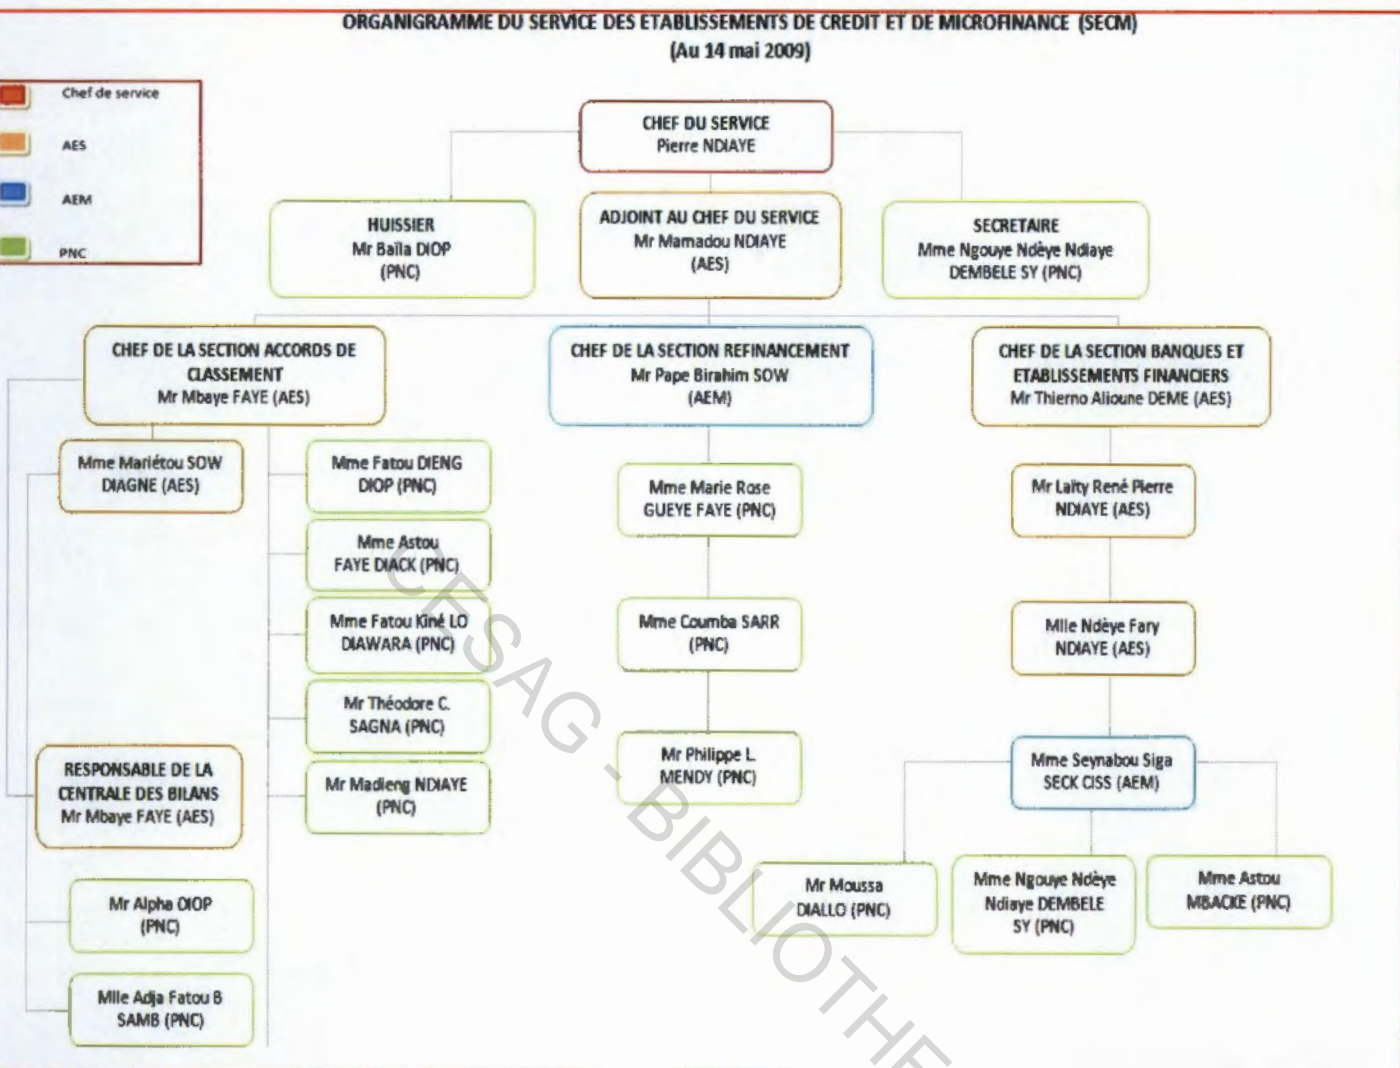 ORGANIGRAMME DU SERVICE DES ETABLISSEMENTS DE CREDIT ET DE MICROFINANCE (SECM)
(Au 14 mai 2009)
Chef de service
AES
AEM
PNC
CHEF DU SERVICE
Pierre NDIAYE
HUISSIER
Mr Baïla DIOP
(PNC)
ADJOINT AU CHEF DU SERVICE
Mr Mamadou NDIAYE
(AES)
SECRETAIRE
Mme Ngouye Ndèye Ndiaye
DEMBELE SY (PNC)
CHEF DE LA SECTION ACCORDS DE
CLASSEMENT
Mr Mbaye FAYE (AES)
CHEF DE LA SECTION REFINANCEMENT
Mr Pape Birahim SOW
(AEM)
CHEF DE LA SECTION BANQUES ET
ETABLISSEMENTS FINANCIERS
Mr Thierno Alioune DEME (AES)
Mme Mariétou SOW
DIAGNE (AES)
Mme Fatou DIENG
DIOP (PNC)
Mme Astou
FAYE DIACK (PNC)
Mme Fatou Kiné LO
DIAWARA (PNC)
Mr Théodore C.
SAGNA (PNC)
Mr Madieng NDIAYE
(PNC)
RESPONSABLE DE LA
CENTRALE DES BILANS
Mr Mbaye FAYE (AES)
Mr Alpha DIOP
(PNC)
Mlle Adja Fatou B
SAMB (PNC)
Mme Marie Rose
GUEYE FAYE (PNC)
Mme Coumba SARR
(PNC)
Mr Philippe L.
MENDY (PNC)
Mr Laïty René Pierre
NDIAYE (AES)
Mlle Ndèye Fary
NDIAYE (AES)
Mme Seynabou Siga
SECK CISS (AEM)
Mr Moussa
DIALLO (PNC)
Mme Ngouye Ndèye
Ndiaye DEMBELE
SY (PNC)
Mme Astou
MBACKE (PNC)
CESAG - BIBLIOTHE